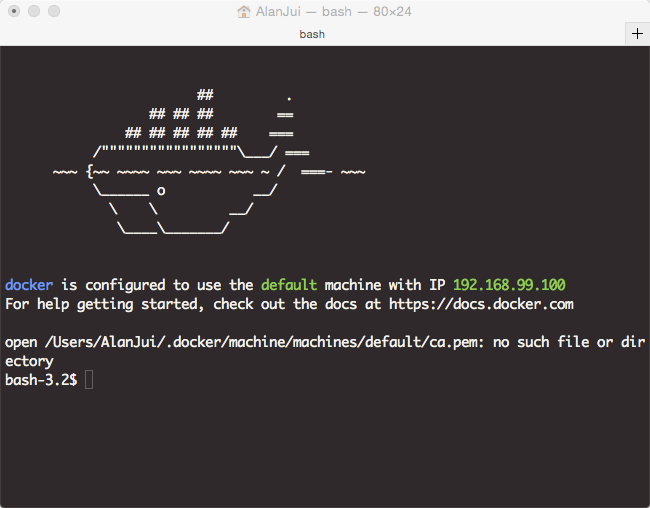 AlanJui — bash — 80×24
bash
+
                        ##         .
                  ## ## ##        ==
               ## ## ## ## ##    ===
           /"""""""""""""""""\___/ ===
      ~~~ {~~ ~~~~ ~~~ ~~~~ ~~~ ~ /  ===- ~~~
           \______ o           __/
             \    \         __/
              \____\_______/
docker is configured to use the default machine with IP 192.168.99.100
For help getting started, check out the docs at https://docs.docker.com
open /Users/AlanJui/.docker/machine/machines/default/ca.pem: no such file or dir
ectory
bash-3.2$